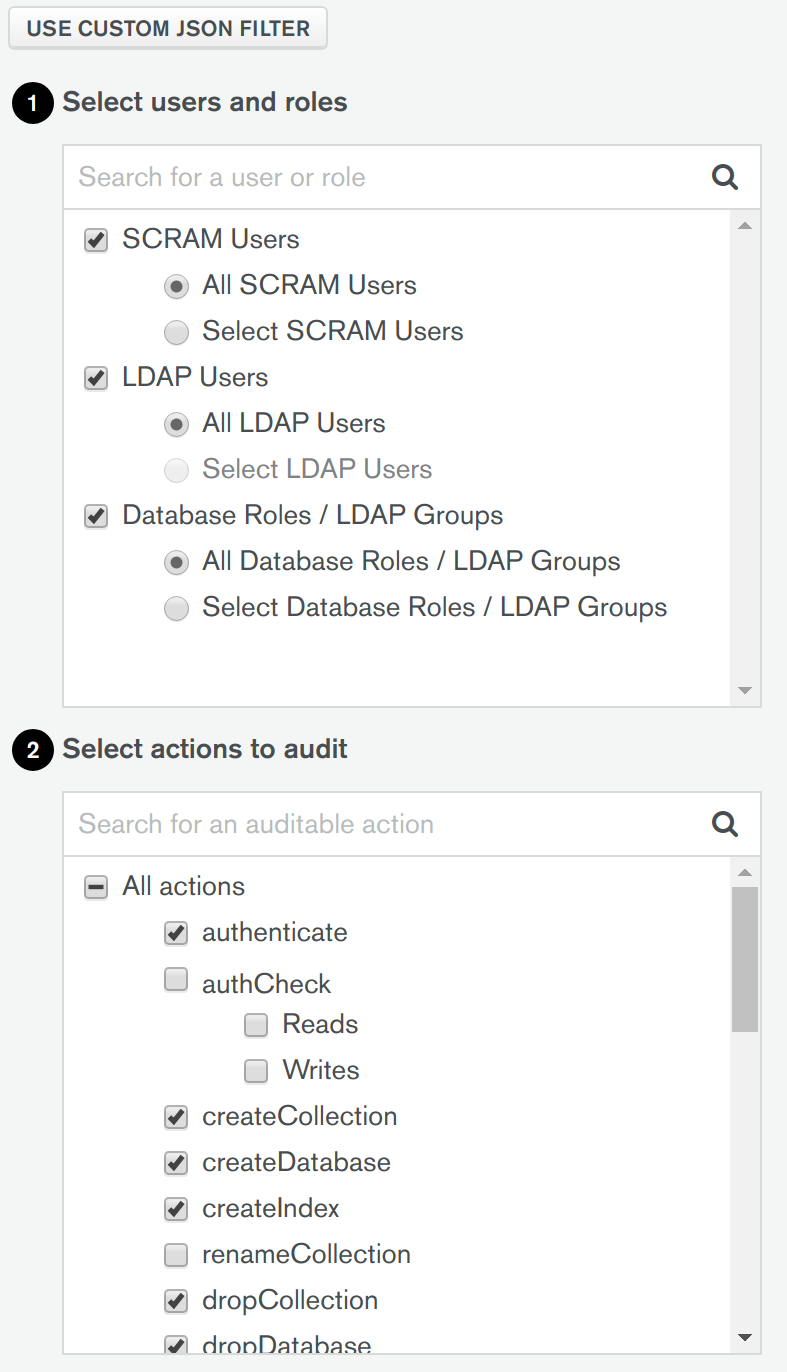 USE CUSTOM JSON FILTER
1 Select users and roles
Search for a user or role
SCRAM Users
All SCRAM Users
Select SCRAM Users
LDAP Users
All LDAP Users
Select LDAP Users
Database Roles / LDAP Groups
All Database Roles / LDAP Groups
Select Database Roles / LDAP Groups
2 Select actions to audit
Search for an auditable action
All actions
authenticate
authCheck
Reads
Writes
createCollection
createDatabase
createIndex
renameCollection
dropCollection
dropDatabase